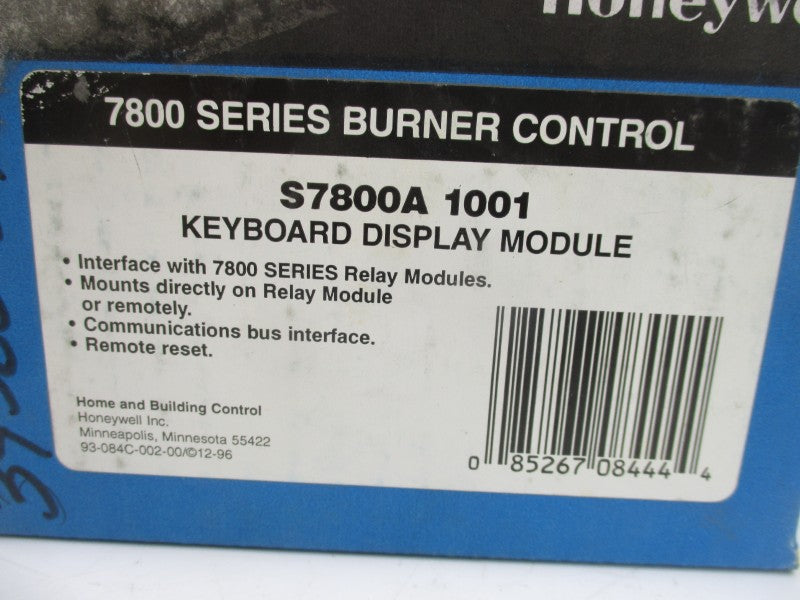 Honeywell
7800 SERIES BURNER CONTROL
S7800A 1001
KEYBOARD DISPLAY MODULE
• Interface with 7800 SERIES Relay Modules.
• Mounts directly on Relay Module
or remotely.
• Communications bus interface.
• Remote reset.
Home and Building Control
Honeywell Inc.
Minneapolis, Minnesota 55422
93-084C-002-00/©12-96
0 85267 08444 4